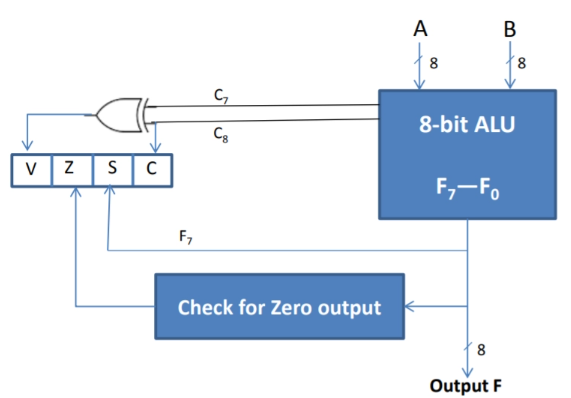 A B
8 8
C7
8-bit ALU
C8
V Z S C
F7—F0
F7
Check for Zero output
8
Output F